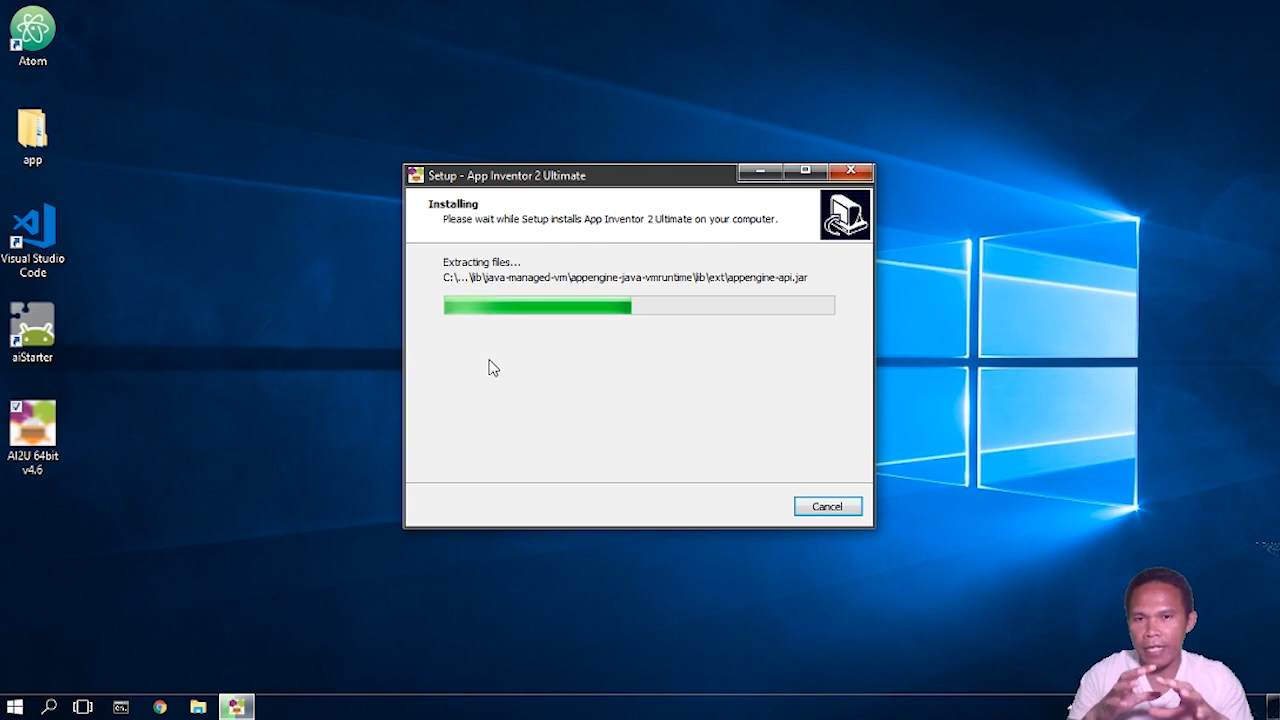 Atom
app
Visual Studio
Code
aiStarter
AI2U 64bit
v4.6
Setup - App Inventor 2 Ultimate
Installing
Please wait while Setup installs App Inventor 2 Ultimate on your computer.
Extracting files...
C:\...\lib\java-managed-vm\appengine-java-vmruntime\lib\ext\appengine-api.jar
Cancel